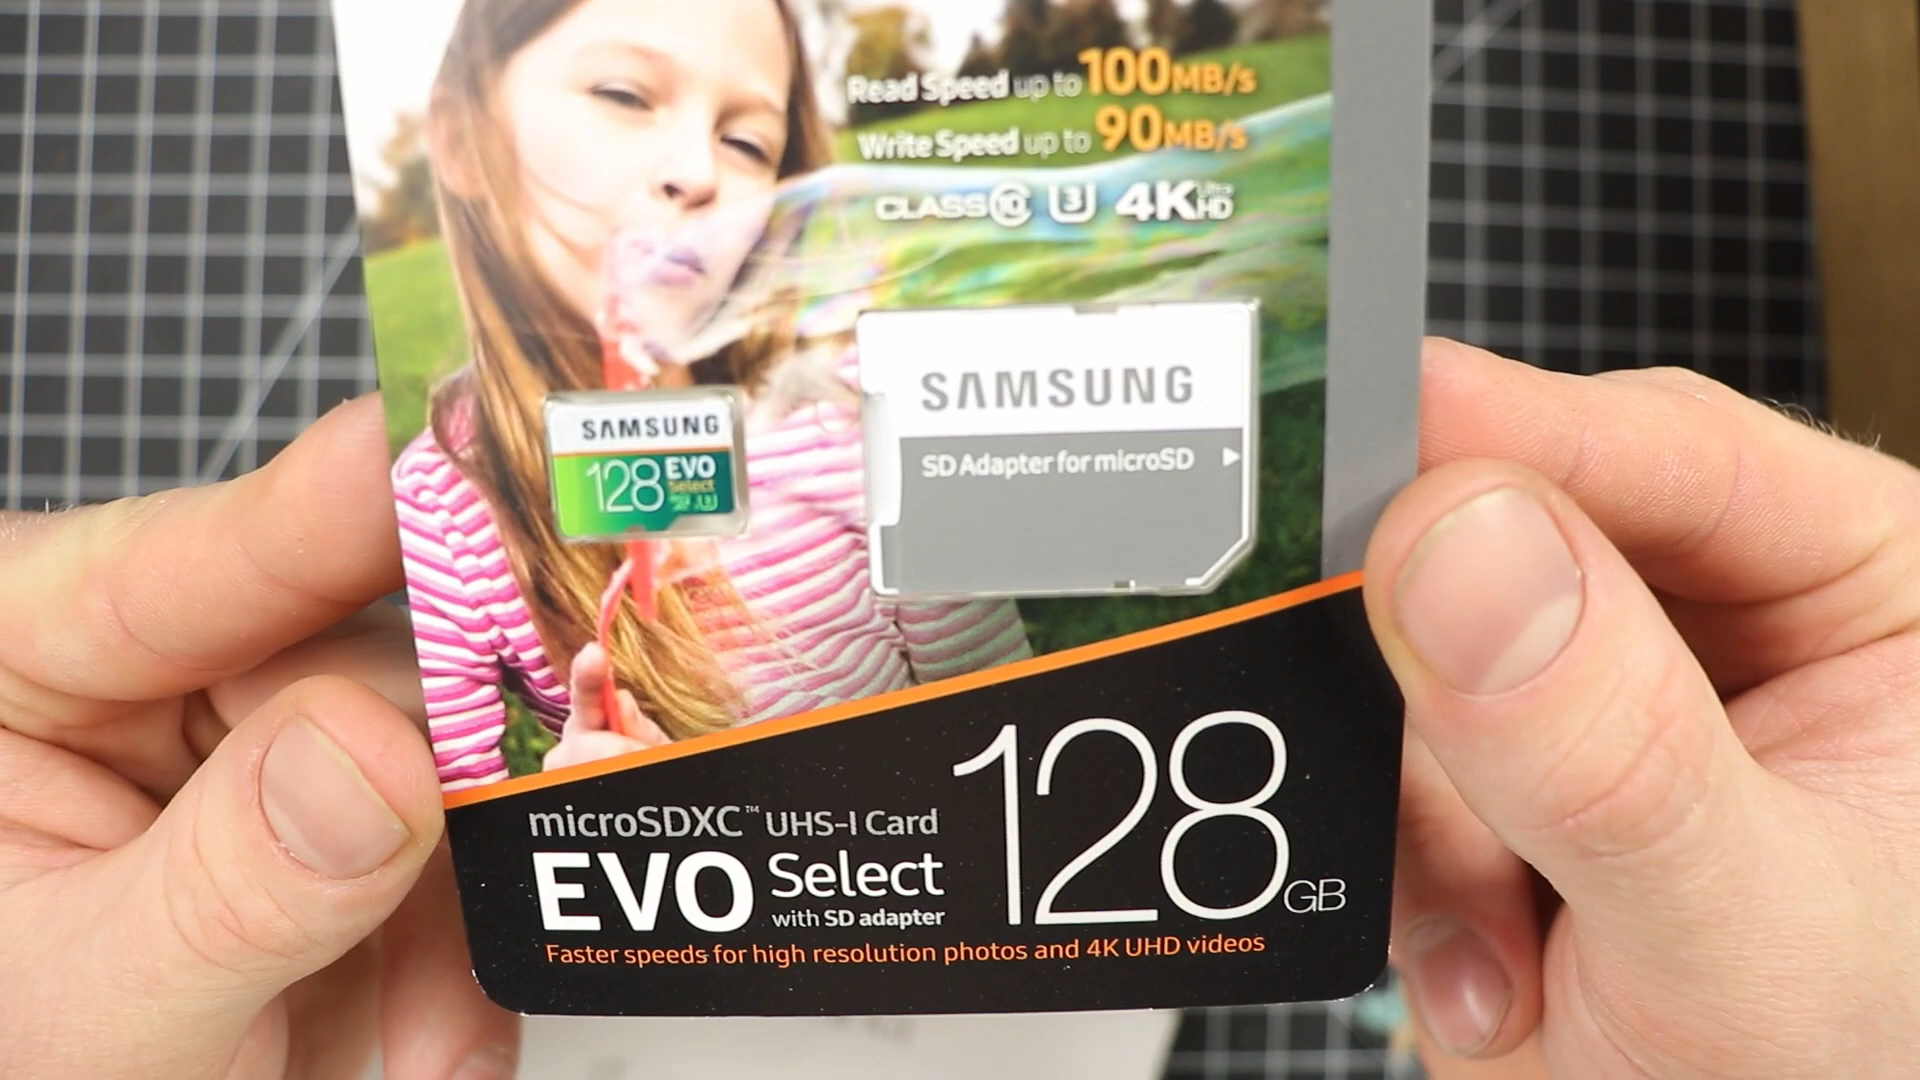 Read Speed up to 100MB/s
Write Speed up to 90MB/s
CLASS 10 U3 4K Ultra HD
SAMSUNG
128 EVO
Select
SAMSUNG
SD Adapter for microSD
microSDXC™ UHS-I Card
EVO Select
with SD adapter
128GB
Faster speeds for high resolution photos and 4K UHD videos